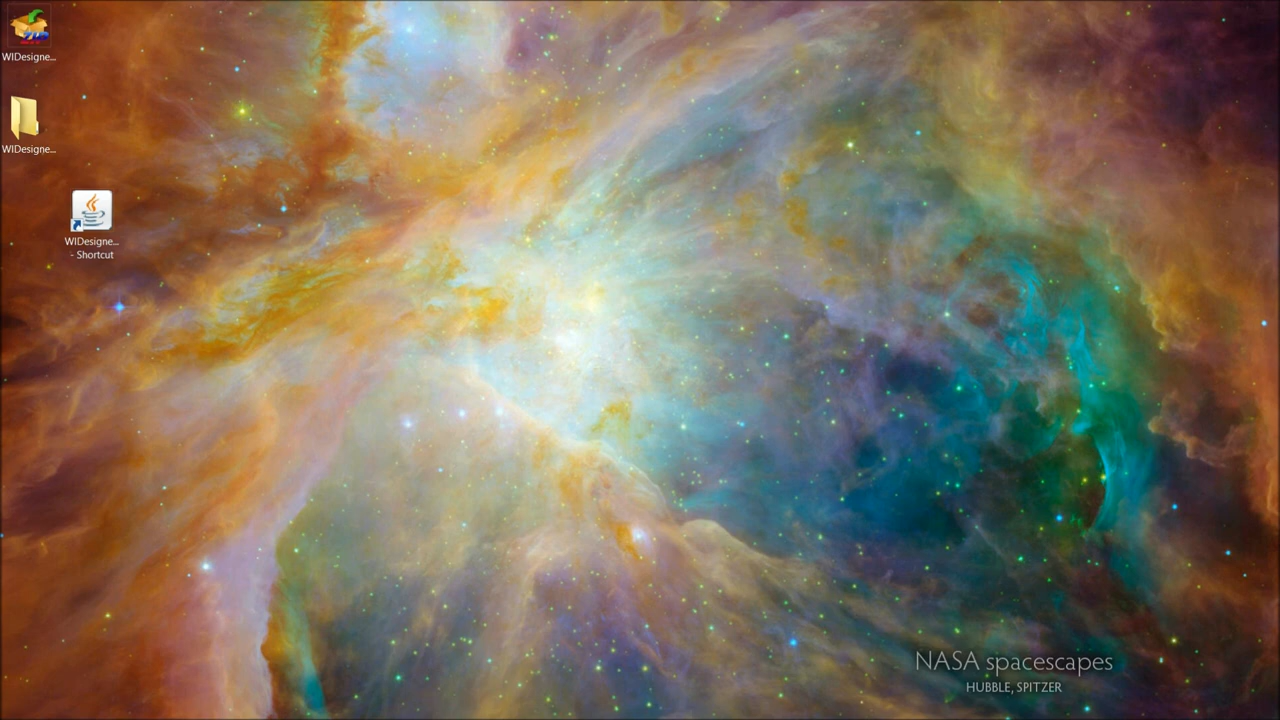 WIDesigne...
WIDesigne...
WIDesigne...
- Shortcut
NASA spacescapes
HUBBLE, SPITZER